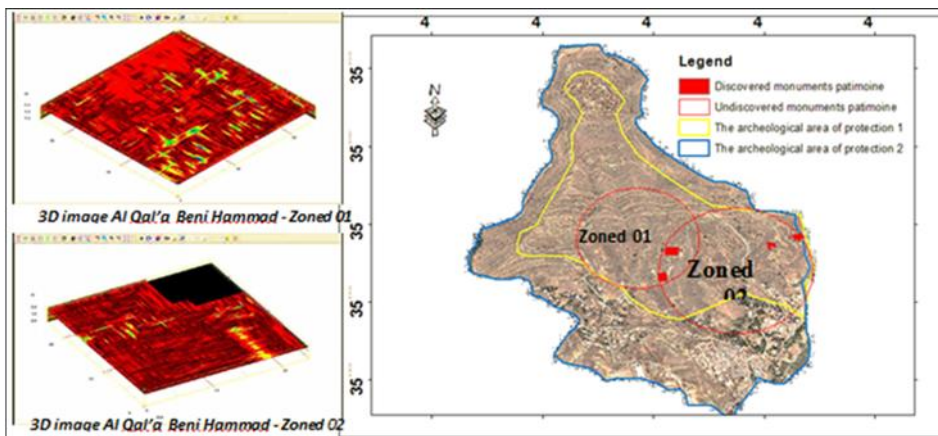 3D image Al Qal'a Beni Hammad - Zoned 01
3D image Al Qal'a Beni Hammad - Zoned 02
4 4 4
35
35
35
35
35
N
Legend
Discovered monuments patimoine
Undiscovered monuments patimoine
The archeological area of protection 1
The archeological area of protection 2
Zoned 01
Zoned
02
4 4 4